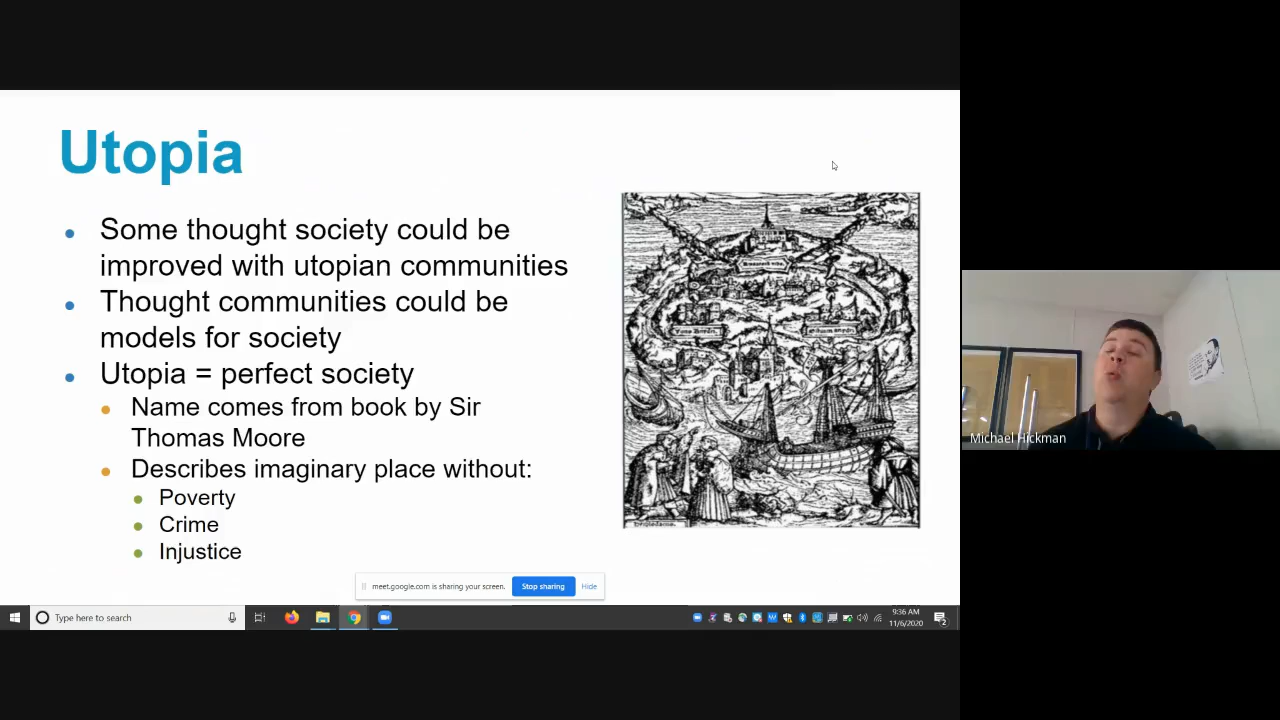 Utopia
Some thought society could be
improved with utopian communities
Thought communities could be
models for society
Utopia = perfect society
Name comes from book by Sir
Thomas Moore
Describes imaginary place without:
Poverty
Crime
Injustice
Michael Hickman
meet.google.com is sharing your screen.
Stop sharing
Hide
Type here to search
9:36 AM
11/6/2020
2